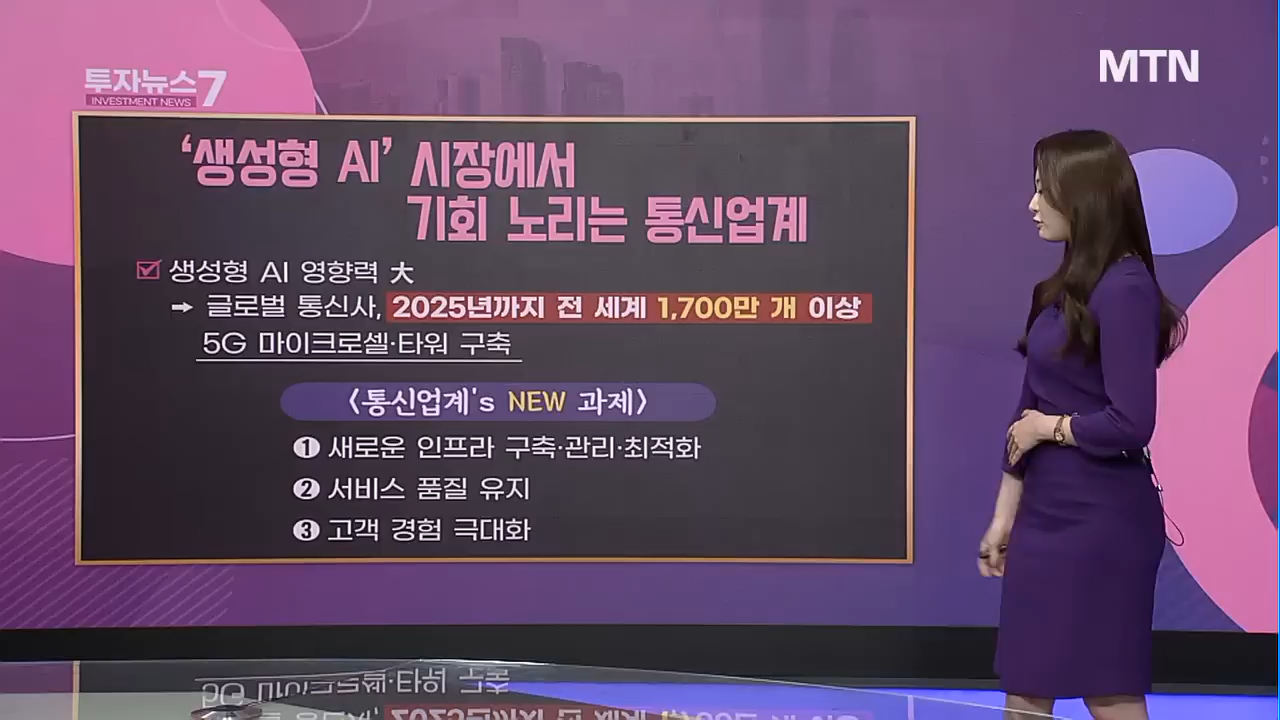 투자뉴스7
INVESTMENT NEWS
MTN
‘생성형 AI’ 시장에서
기회 노리는 통신업계
생성형 AI 영향력 大
➡ 글로벌 통신사, 2025년까지 전 세계 1,700만 개 이상
5G 마이크로셀·타워 구축
<통신업계's NEW 과제>
❶ 새로운 인프라 구축·관리·최적화
❷ 서비스 품질 유지
❸ 고객 경험 극대화